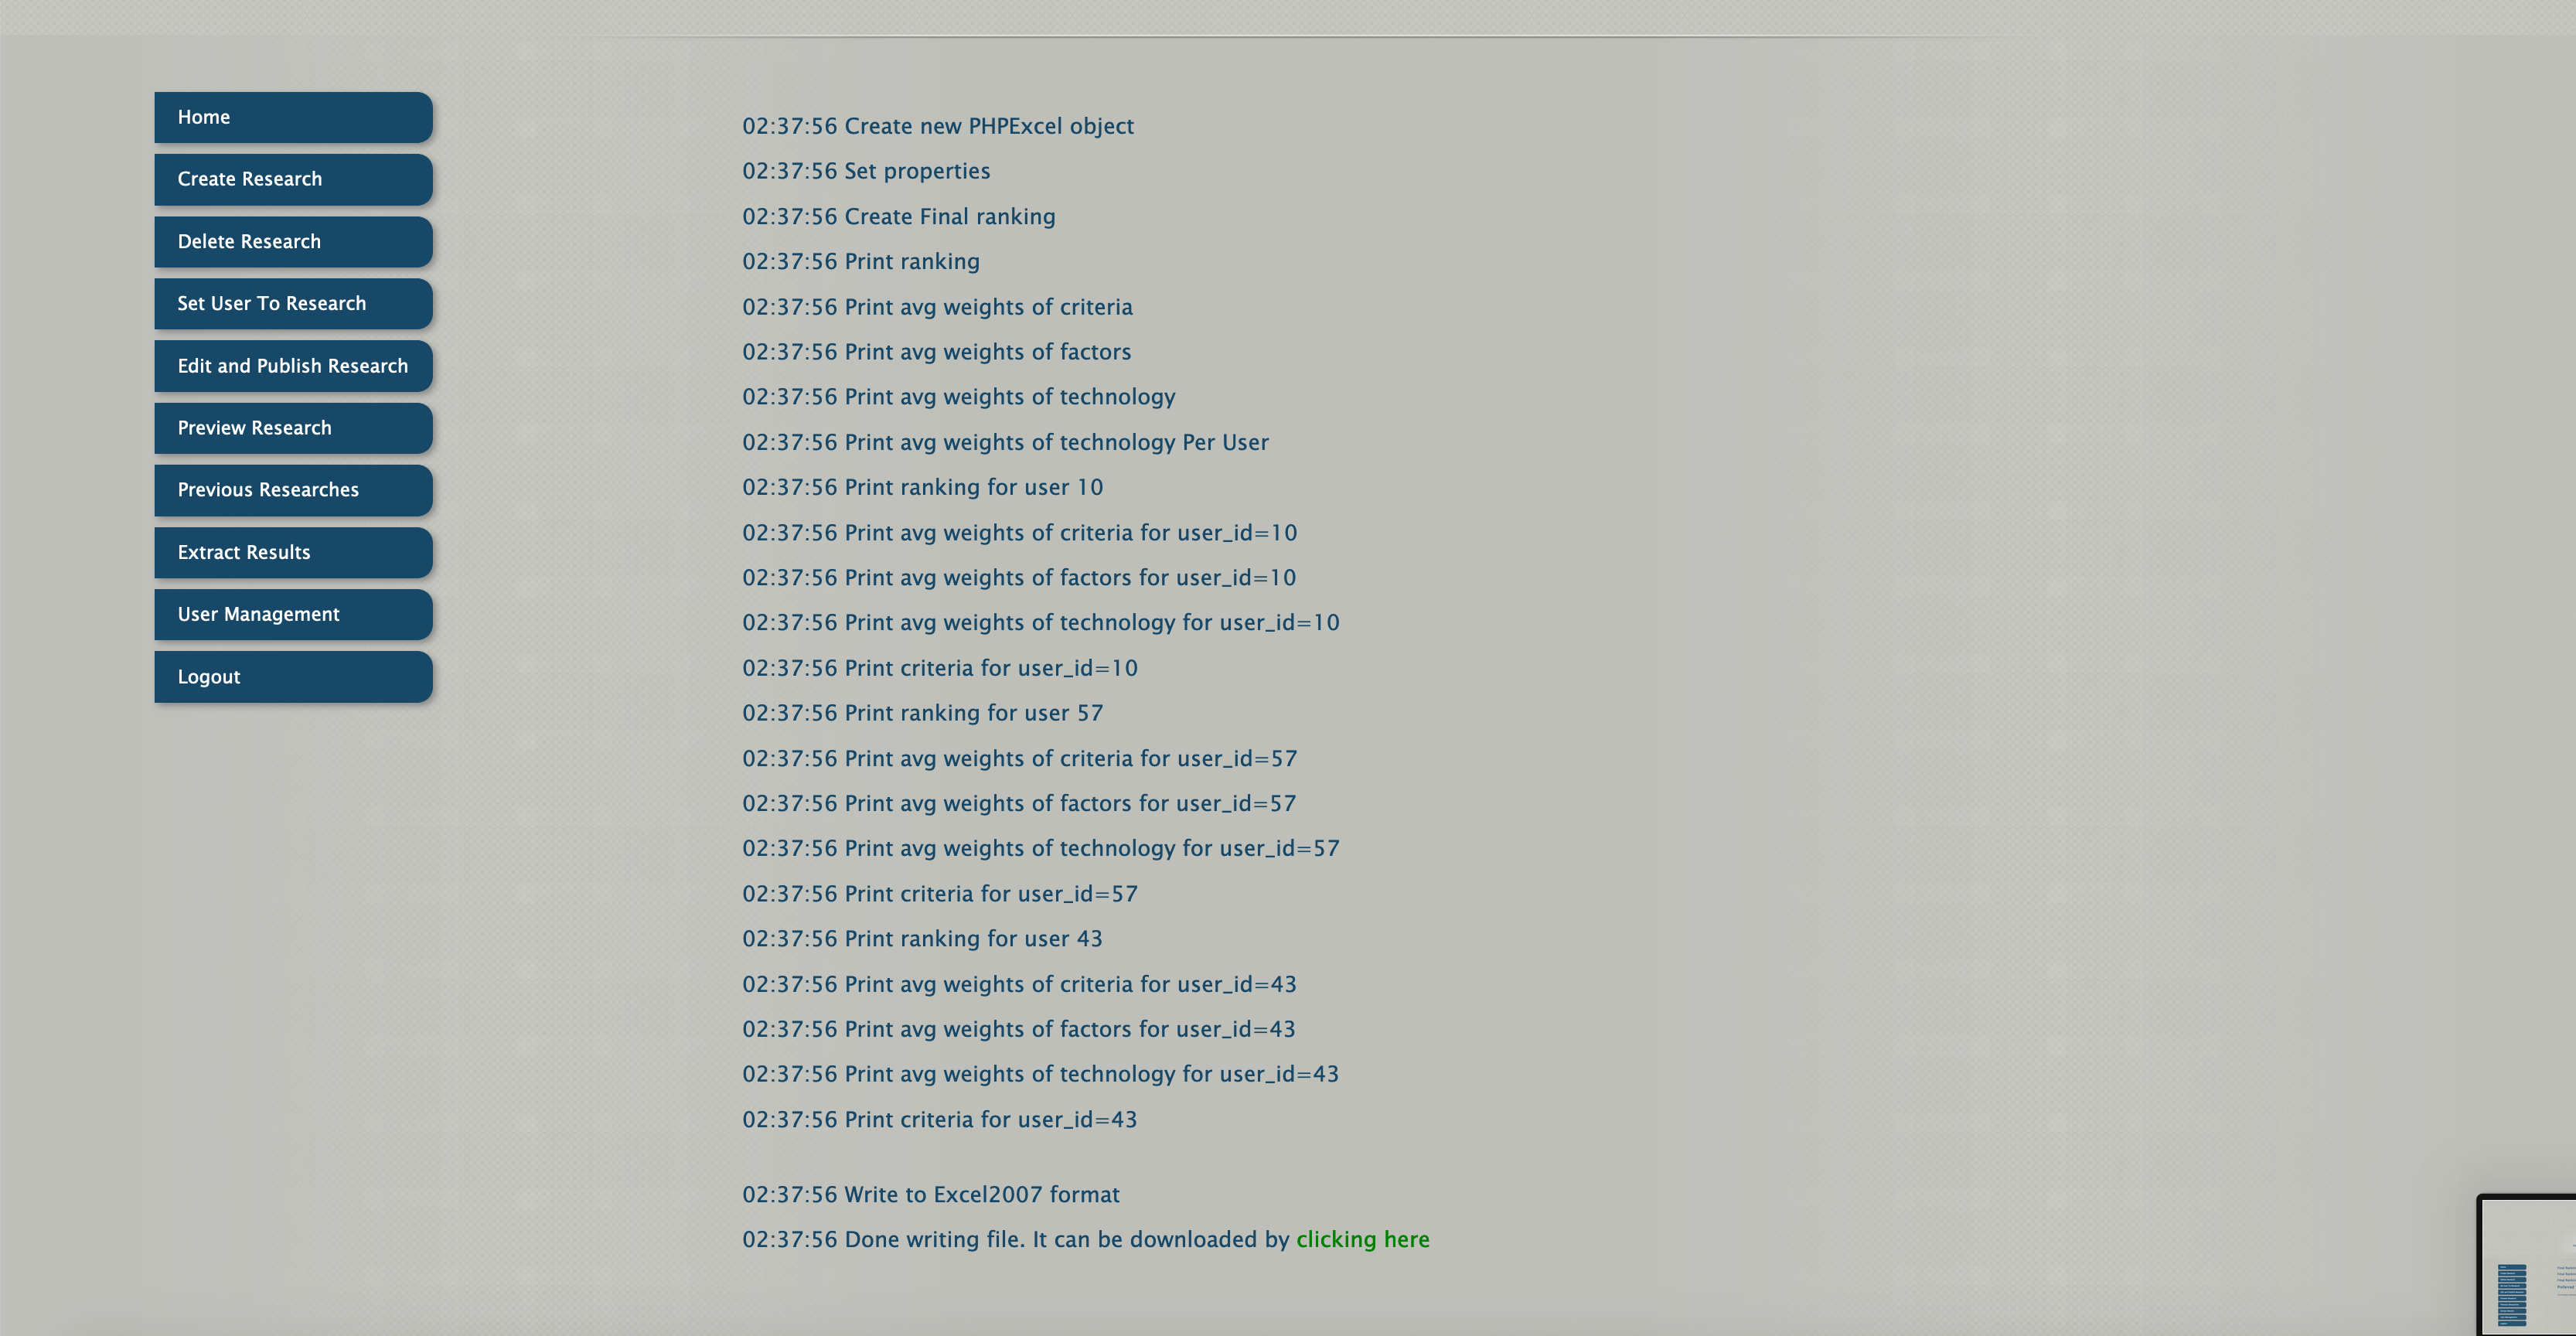 Home
Create Research
Delete Research
Set User To Research
Edit and Publish Research
Preview Research
Previous Researches
Extract Results
User Management
Logout
02:37:56 Create new PHPExcel object
02:37:56 Set properties
02:37:56 Create Final ranking
02:37:56 Print ranking
02:37:56 Print avg weights of criteria
02:37:56 Print avg weights of factors
02:37:56 Print avg weights of technology
02:37:56 Print avg weights of technology Per User
02:37:56 Print ranking for user 10
02:37:56 Print avg weights of criteria for user_id=10
02:37:56 Print avg weights of factors for user_id=10
02:37:56 Print avg weights of technology for user_id=10
02:37:56 Print criteria for user_id=10
02:37:56 Print ranking for user 57
02:37:56 Print avg weights of criteria for user_id=57
02:37:56 Print avg weights of factors for user_id=57
02:37:56 Print avg weights of technology for user_id=57
02:37:56 Print criteria for user_id=57
02:37:56 Print ranking for user 43
02:37:56 Print avg weights of criteria for user_id=43
02:37:56 Print avg weights of factors for user_id=43
02:37:56 Print avg weights of technology for user_id=43
02:37:56 Print criteria for user_id=43
02:37:56 Write to Excel2007 format
02:37:56 Done writing file. It can be downloaded by clicking here